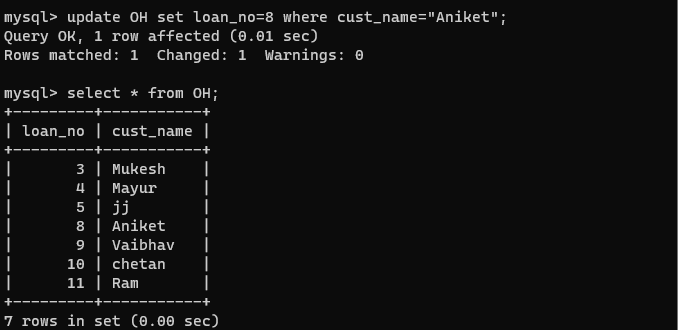 mysql> update OH set loan_no=8 where cust_name="Aniket";
Query OK, 1 row affected (0.01 sec)
Rows matched: 1  Changed: 1  Warnings: 0

mysql> select * from OH;
+---------+-----------+
| loan_no | cust_name |
+---------+-----------+
|       3 | Mukesh    |
|       4 | Mayur     |
|       5 | jj        |
|       8 | Aniket    |
|       9 | Vaibhav   |
|      10 | chetan    |
|      11 | Ram       |
+---------+-----------+
7 rows in set (0.00 sec)